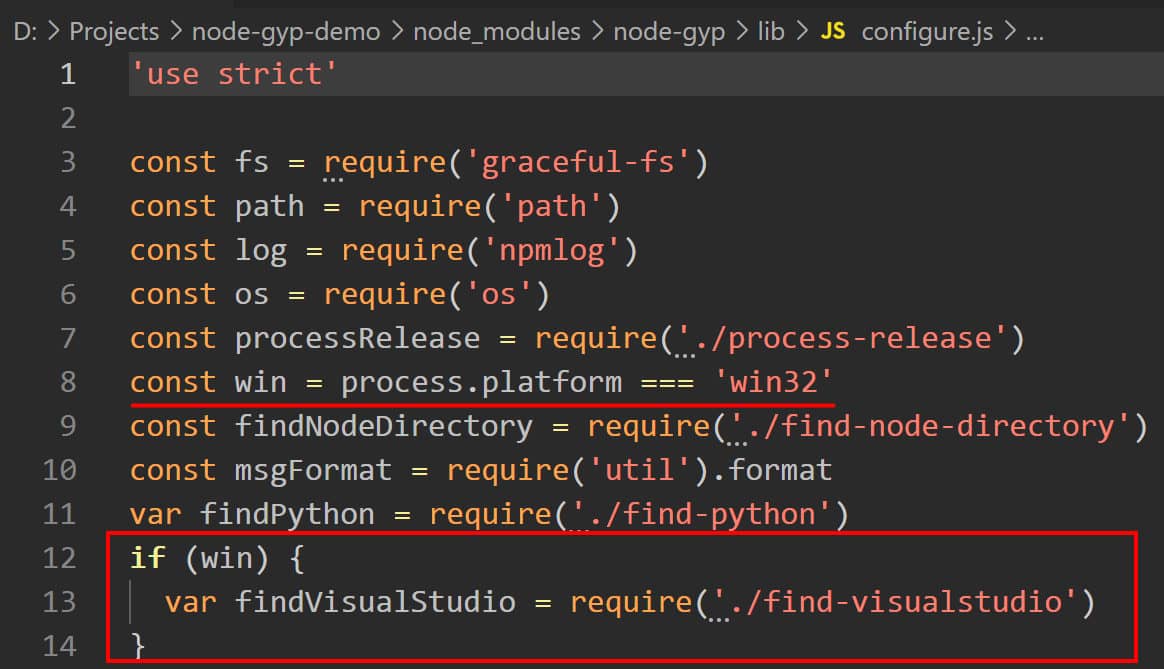 D: > Projects > node-gyp-demo > node_modules > node-gyp > lib > JS configure.js > ...
1 'use strict'
2
3 const fs = require('graceful-fs')
4 const path = require('path')
5 const log = require('npmlog')
6 const os = require('os')
7 const processRelease = require('./process-release')
8 const win = process.platform === 'win32'
9 const findNodeDirectory = require('./find-node-directory')
10 const msgFormat = require('util').format
11 var findPython = require('./find-python')
12 if (win) {
13   var findVisualStudio = require('./find-visualstudio')
14 }